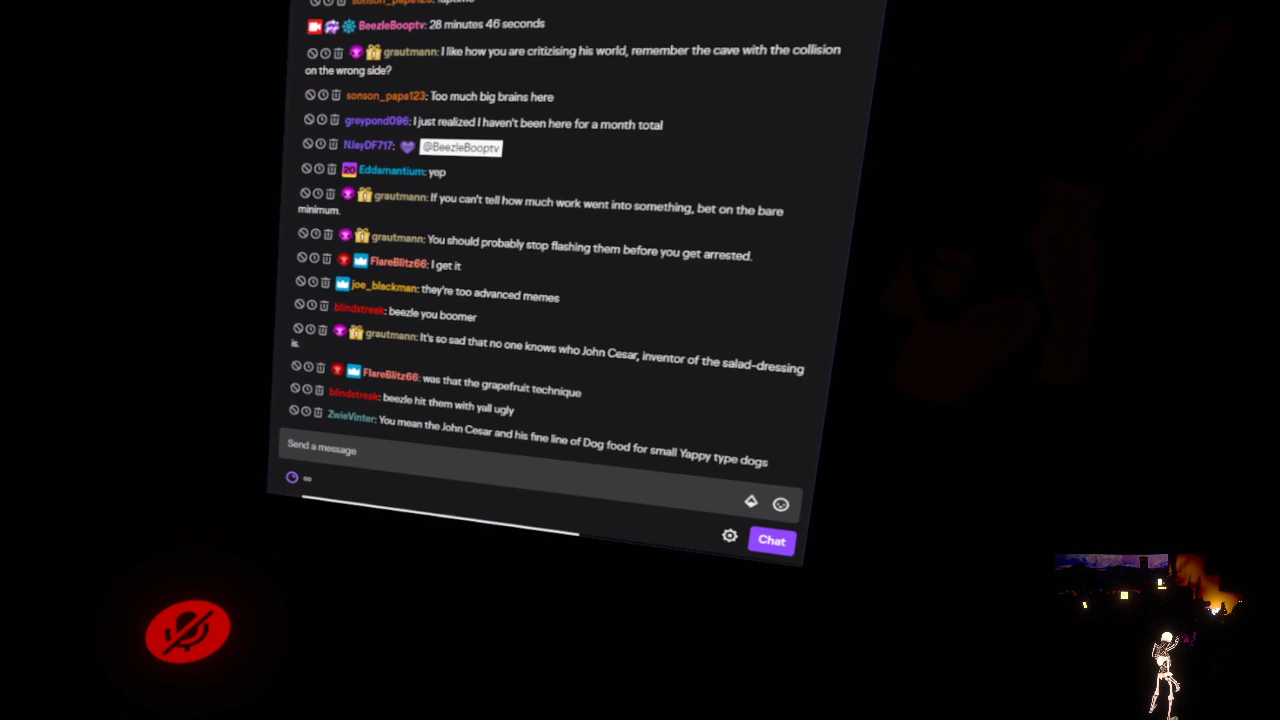 BeezleBooptv: 28 minutes 46 seconds
grautmann: I like how you are critizising his world, remember the cave with the collision
on the wrong side?
sonson_papa123: Too much big brains here
greypond096: I just realized I haven't been here for a month total
NJayDF717: 💜 @BeezleBooptv
20 Eddamantium: yep
grautmann: If you can't tell how much work went into something, bet on the bare
minimum.
grautmann: You should probably stop flashing them before you get arrested.
FlareBlitz66: I get it
joe_blackman: they're too advanced memes
blindstreak: beezle you boomer
grautmann: It's so sad that no one knows who John Cesar, inventor of the salad-dressing
is.
FlareBlitz66: was that the grapefruit technique
blindstreak: beezle hit them with yall ugly
ZwieVinter: You mean the John Cesar and his fine line of Dog food for small Yappy type dogs
Send a message
∞
Chat